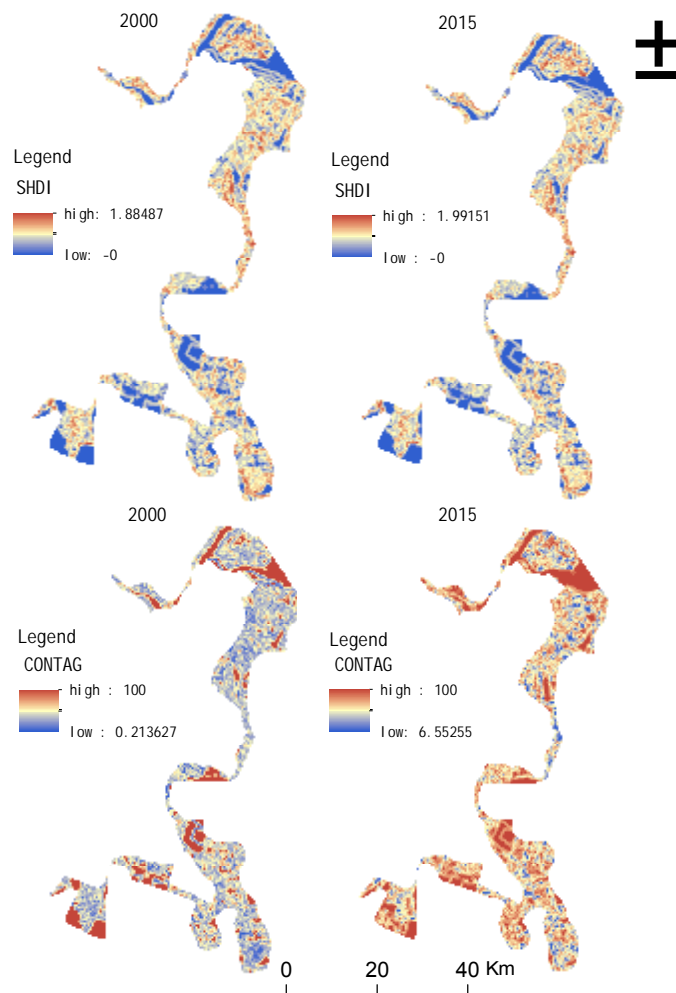 2000
2015
Legend
SHDI
high: 1.88487
low: -0
Legend
SHDI
high : 1.99151
low : -0
2000
2015
Legend
CONTAG
high : 100
low : 0.213627
Legend
CONTAG
high : 100
low: 6.55255
0 20 40 Km